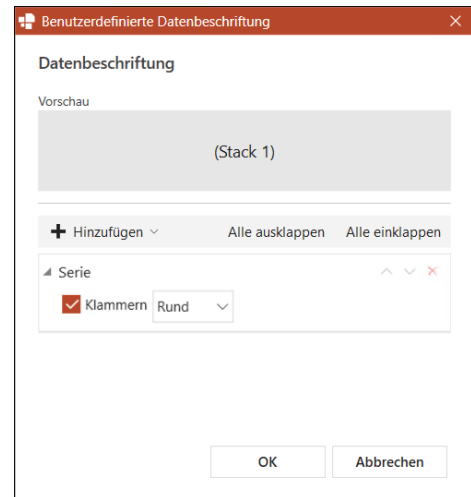 Benutzerdefinierte Datenbeschriftung
Datenbeschriftung
Vorschau
(Stack 1)
Hinzufügen Alle ausklappen Alle einklappen
Serie
Klammern Rund
OK Abbrechen